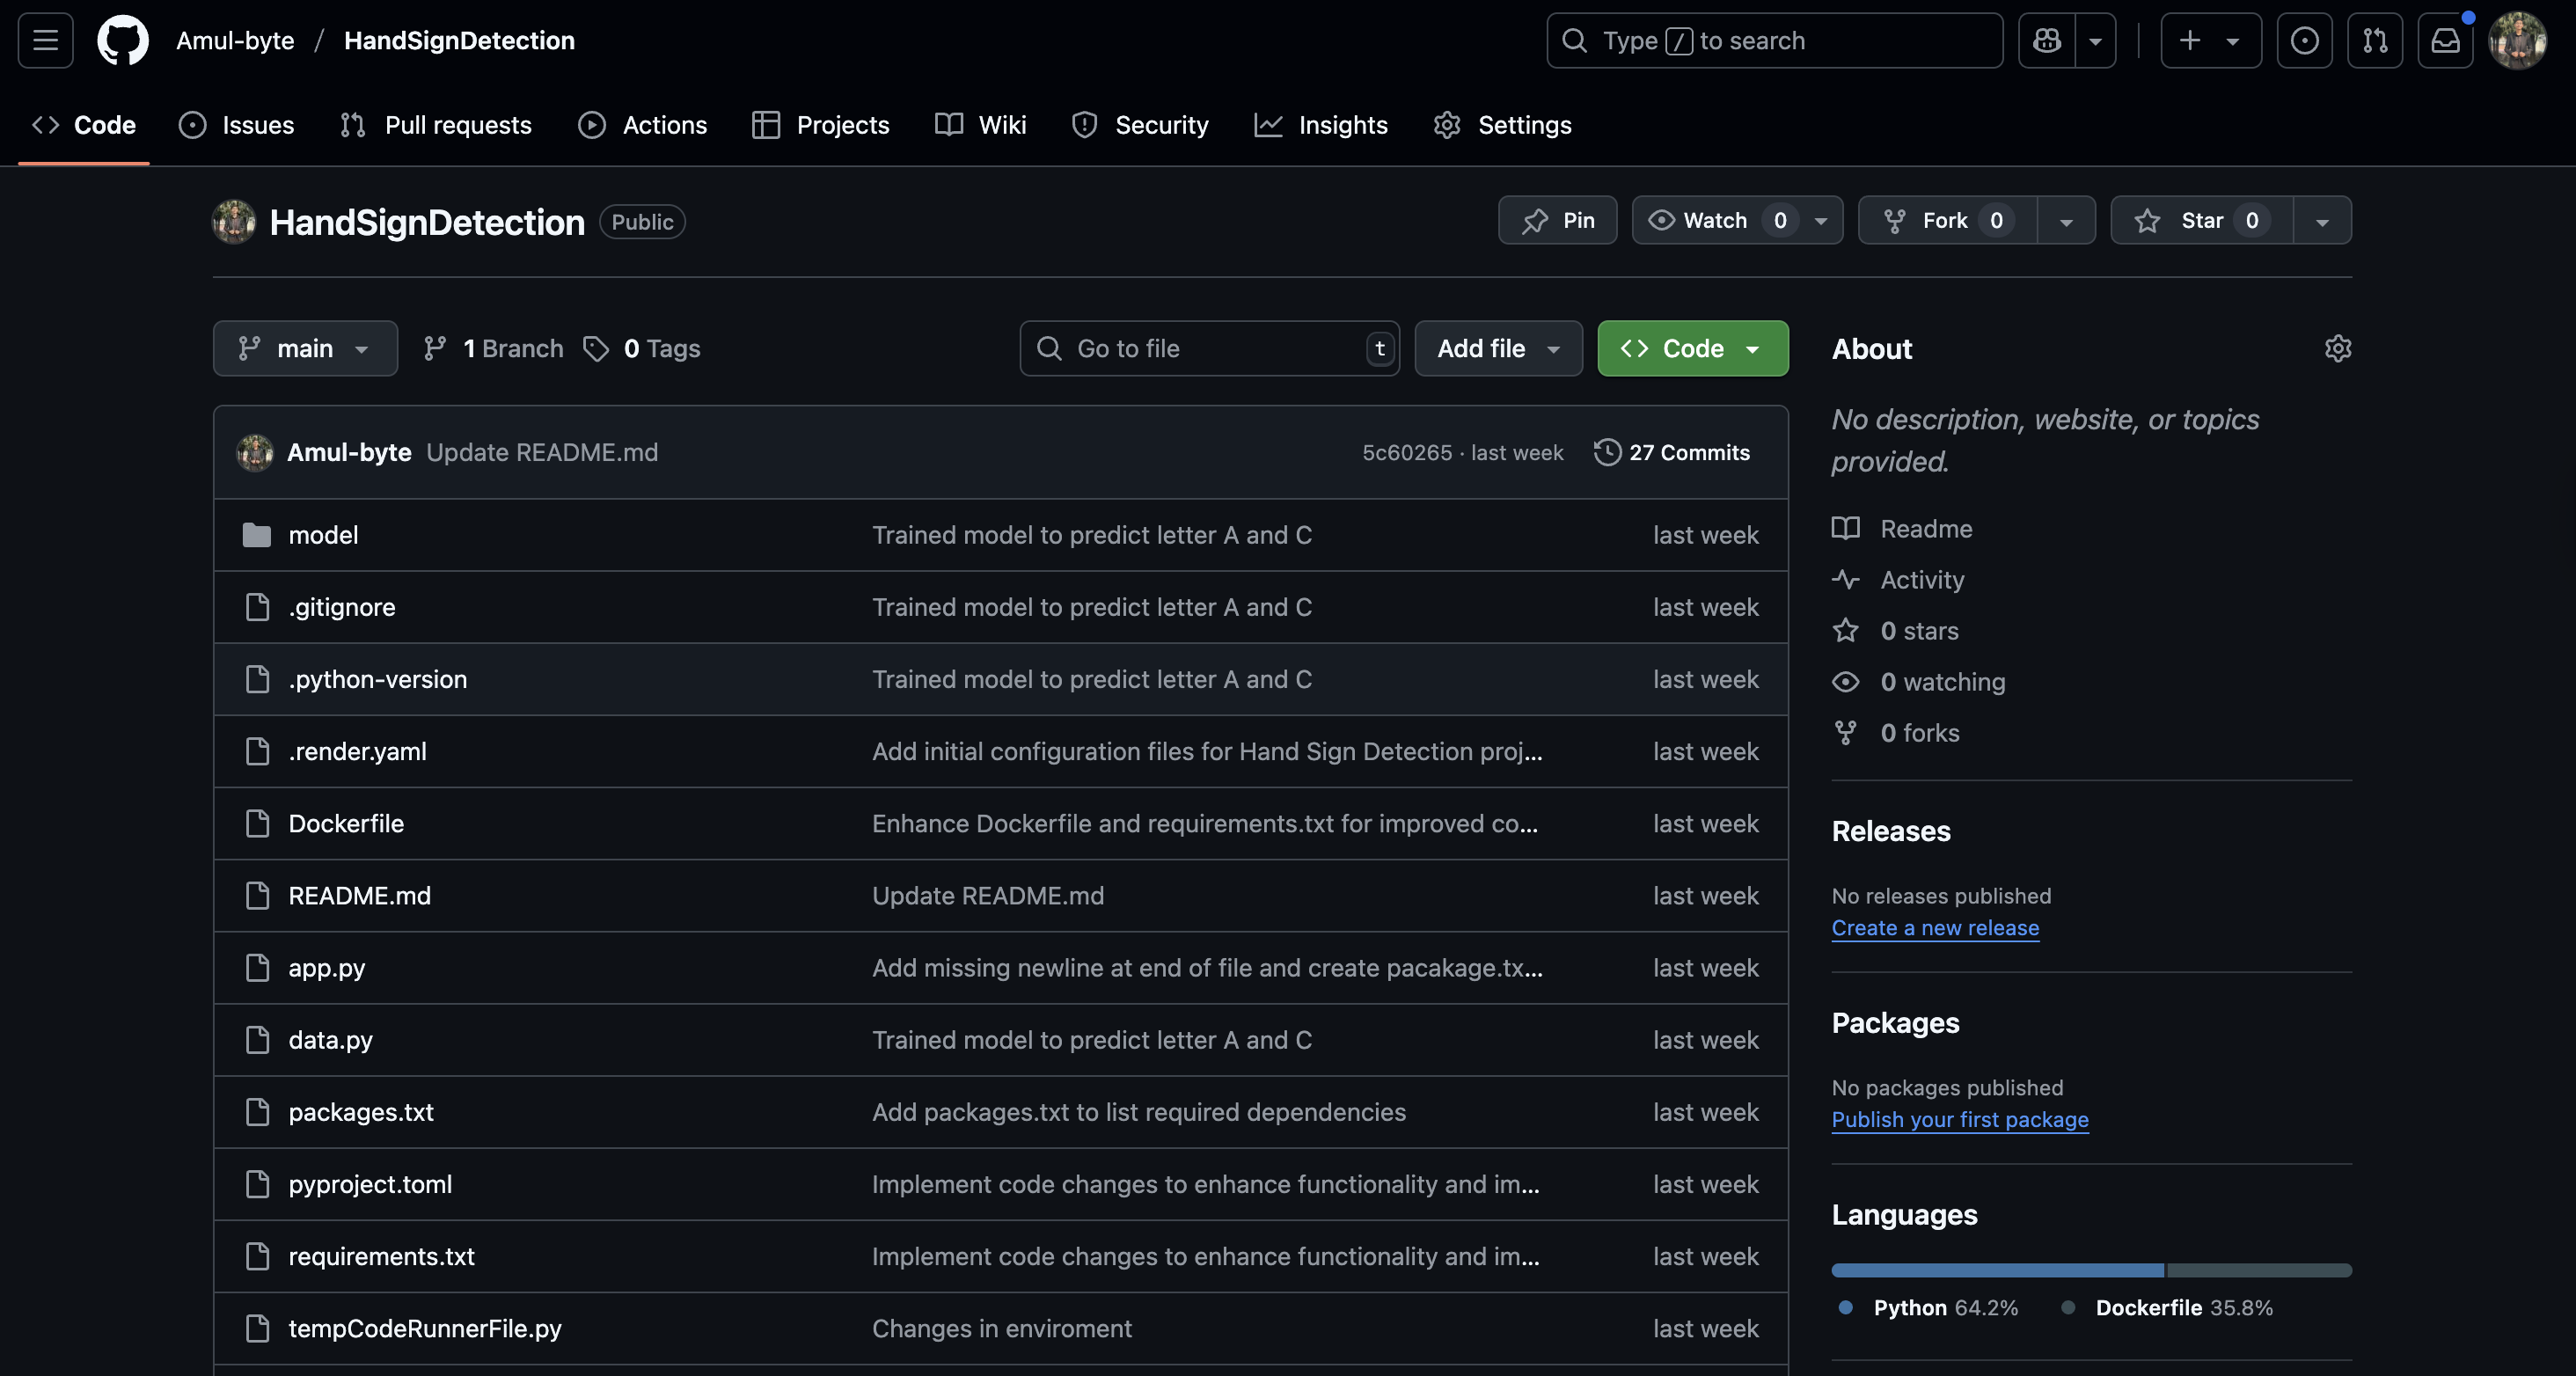 Amul-byte / HandSignDetection
Type / to search
Code Issues Pull requests Actions Projects Wiki Security Insights Settings
HandSignDetection Public
Pin Watch 0 Fork 0 Star 0
main 1 Branch 0 Tags
Go to file t Add file Code
Amul-byte Update README.md 5c60265 · last week 27 Commits
model Trained model to predict letter A and C last week
.gitignore Trained model to predict letter A and C last week
.python-version Trained model to predict letter A and C last week
.render.yaml Add initial configuration files for Hand Sign Detection proj... last week
Dockerfile Enhance Dockerfile and requirements.txt for improved co... last week
README.md Update README.md last week
app.py Add missing newline at end of file and create pacakage.tx... last week
data.py Trained model to predict letter A and C last week
packages.txt Add packages.txt to list required dependencies last week
pyproject.toml Implement code changes to enhance functionality and im... last week
requirements.txt Implement code changes to enhance functionality and im... last week
tempCodeRunnerFile.py Changes in enviroment last week
About
No description, website, or topics
provided.
Readme
Activity
0 stars
0 watching
0 forks
Releases
No releases published
Create a new release
Packages
No packages published
Publish your first package
Languages
Python 64.2% Dockerfile 35.8%